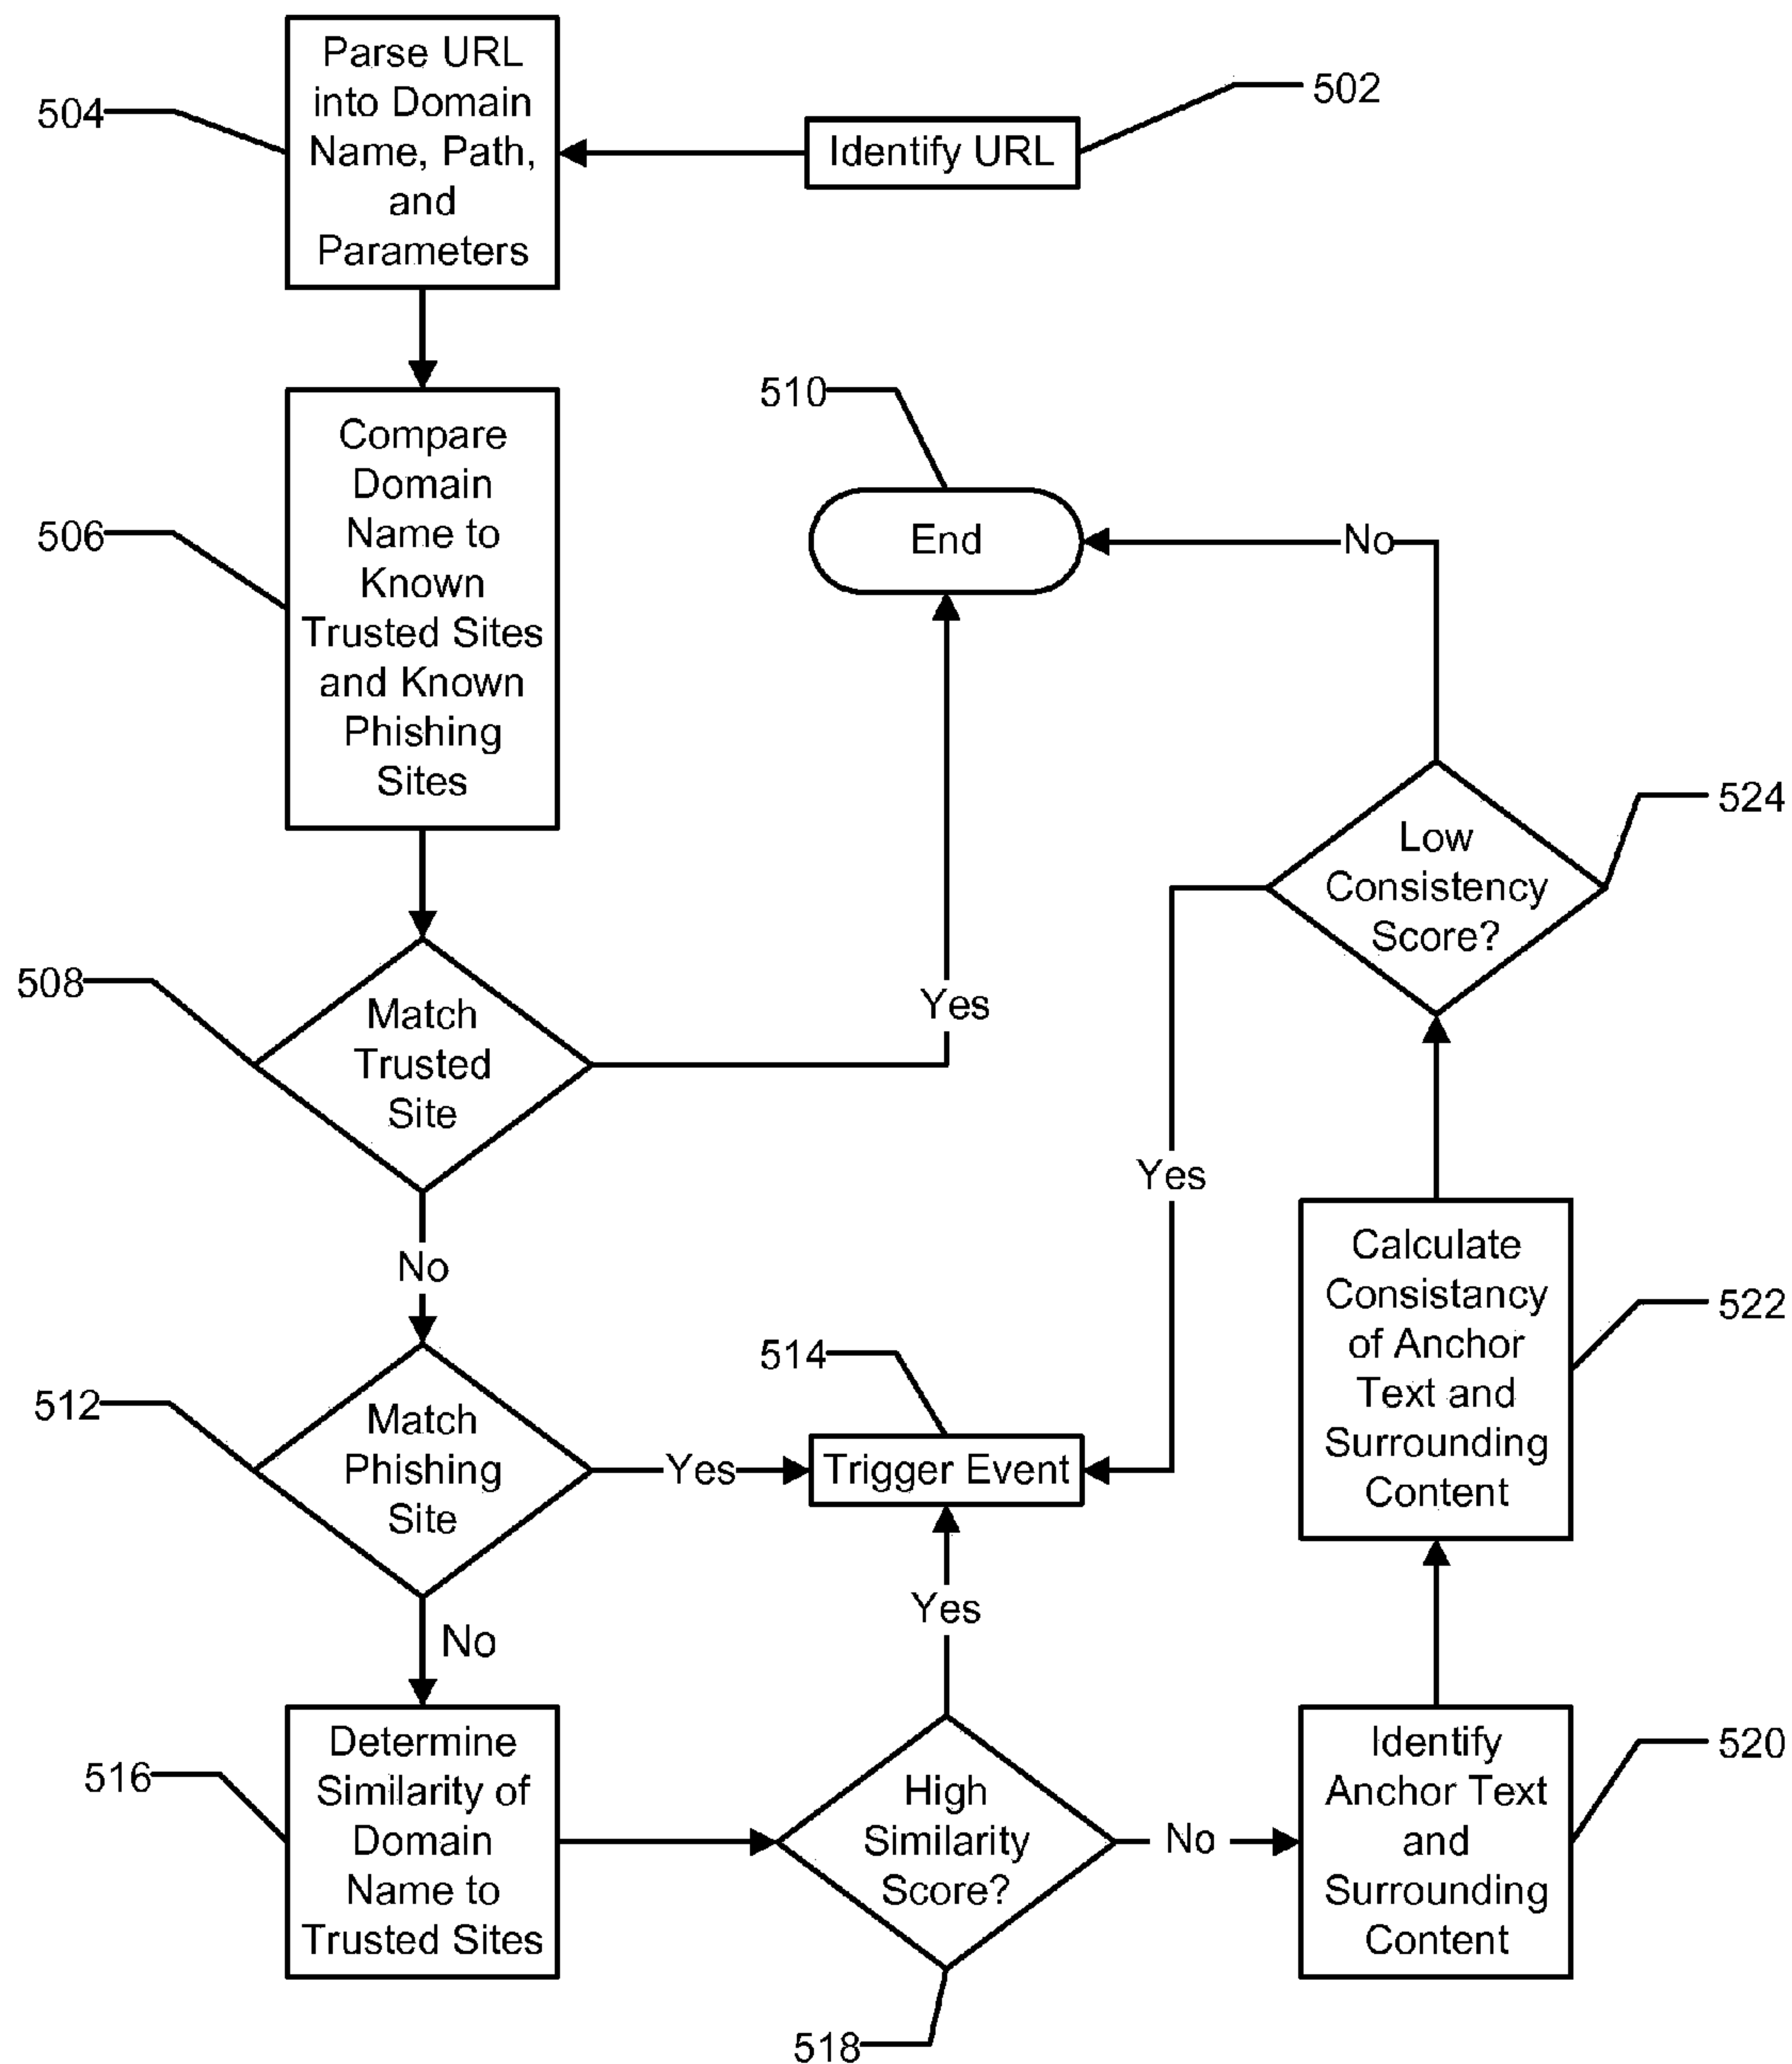 Parse URL
into Domain
Name, Path,
and
Parameters
504
Identify URL
502
Compare
Domain
Name to
Known
Trusted Sites
and Known
Phishing
Sites
506
510
End
No
Low
Consistency
Score?
524
508
Match
Trusted
Site
Yes
No
Yes
Calculate
Consistancy
of Anchor
Text and
Surrounding
Content
522
512
Match
Phishing
Site
Yes
514
Trigger Event
No
Yes
516
Determine
Similarity of
Domain
Name to
Trusted Sites
High
Similarity
Score?
518
No
Identify
Anchor Text
and
Surrounding
Content
520